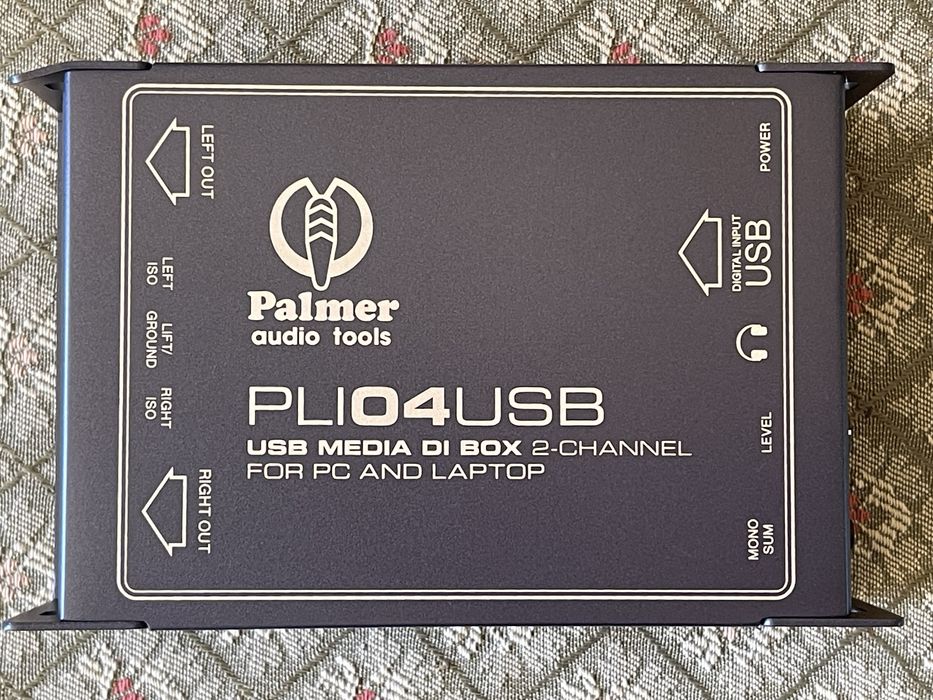 LEFT OUT
LEFT
ISO
LIFT/
GROUND
RIGHT
ISO
RIGHT OUT
Palmer
audio tools
PLI04USB
USB MEDIA DI BOX 2-CHANNEL
FOR PC AND LAPTOP
POWER
DIGITAL INPUT
USB
LEVEL
MONO
SUM